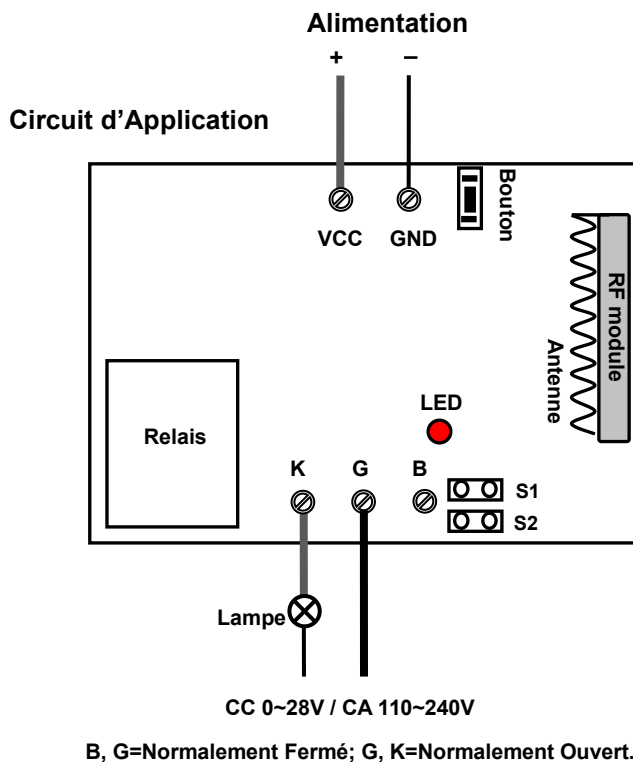 Alimentation
+ –
Circuit d’Application
Bouton
VCC GND
RF module
Antenne
LED
Relais
K G B
S1
S2
Lampe
CC 0~28V / CA 110~240V
B, G=Normalement Fermé; G, K=Normalement Ouvert.